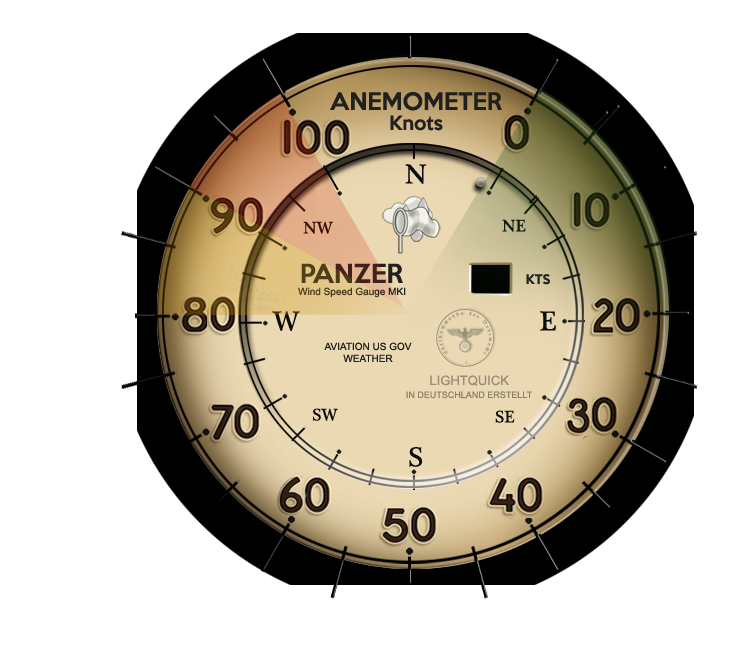 ANEMOMETER
Knots
100
0
N
90
10
NW
NE
PANZER
Wind Speed Gauge MKI
KTS
80
W
E
20
AVIATION US GOV
WEATHER
LIGHTQUICK
IN DEUTSCHLAND ERSTELLT
70
SW
SE
30
S
60
40
50